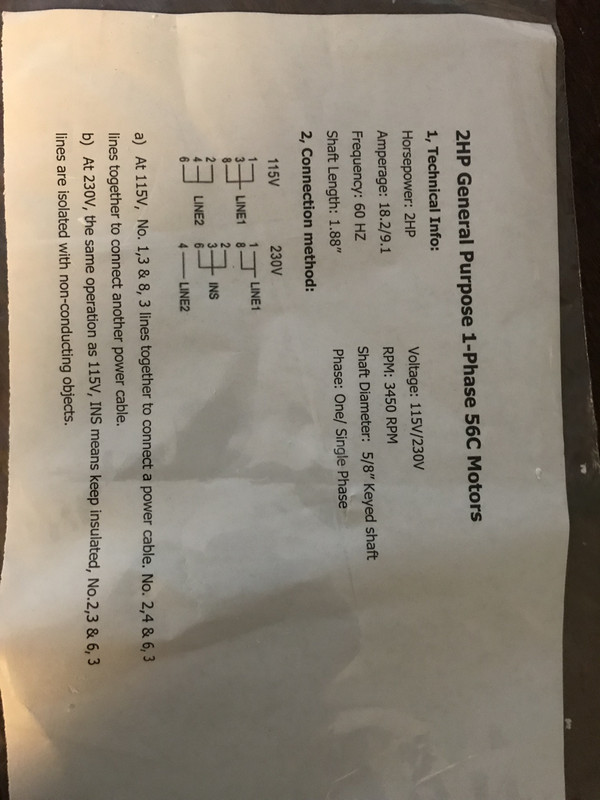 2HP General Purpose 1-Phase 56C Motors
1, Technical Info:
Horsepower: 2HP Voltage: 115V/230V
Amperage: 18.2/9.1 RPM: 3450 RPM
Frequency: 60 HZ Shaft Diameter: 5/8" Keyed shaft
Shaft Length: 1.88" Phase: One/ Single Phase
2, Connection method:
115V 230V
1 1
3 LINE1 8 LINE1
8 2
2 3 INS
4 LINE2 6
6 4 LINE2
a) At 115V, No. 1,3 & 8, 3 lines together to connect a power cable. No. 2,4 & 6, 3
lines together to connect another power cable.
b) At 230V, the same operation as 115V, INS means keep insulated, No.2,3 & 6, 3
lines are isolated with non-conducting objects.